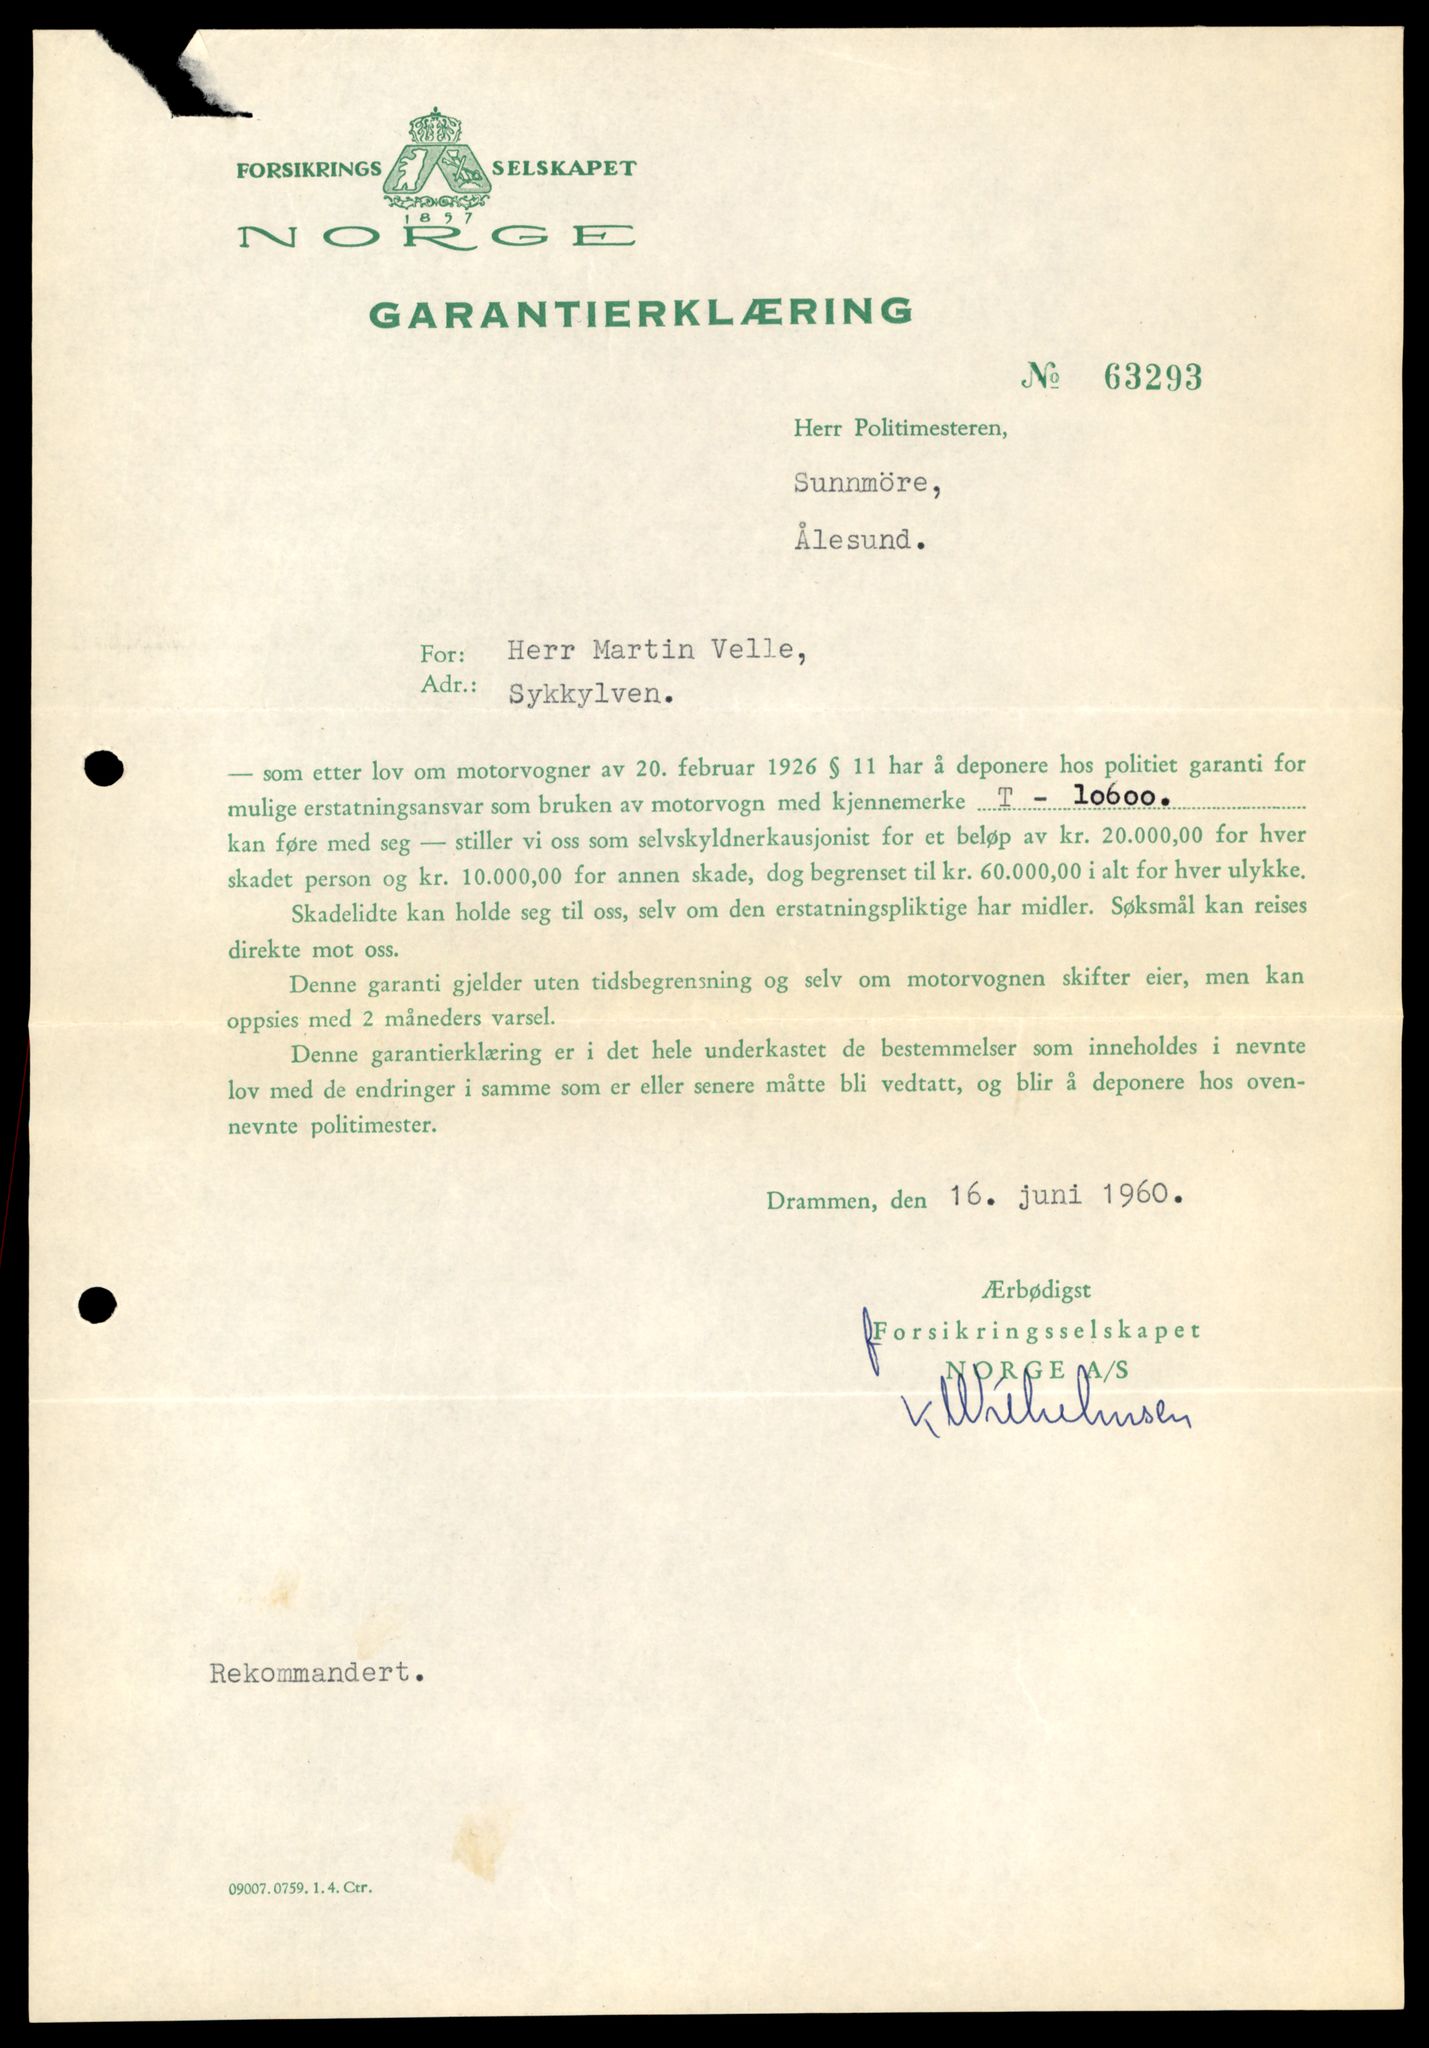 FORSIKRINGS SELSKAPET
1857
NORGE
GARANTIERKLÆRING
№ 63293
Herr Politimesteren,
Sunnmöre,
Ålesund.
For: Herr Martin Velle,
Adr.: Sykkylven.
— som etter lov om motorvogner av 20. februar 1926 § 11 har å deponere hos politiet garanti for
mulige erstatningsansvar som bruken av motorvogn med kjennemerke T - 10600.
kan føre med seg — stiller vi oss som selvskyldnerkausjonist for et beløp av kr. 20.000,00 for hver
skadet person og kr. 10.000,00 for annen skade, dog begrenset til kr. 60.000,00 i alt for hver ulykke.
Skadelidte kan holde seg til oss, selv om den erstatningspliktige har midler. Søksmål kan reises
direkte mot oss.
Denne garanti gjelder uten tidsbegrensning og selv om motorvognen skifter eier, men kan
oppsies med 2 måneders varsel.
Denne garantierklæring er i det hele underkastet de bestemmelser som inneholdes i nevnte
lov med de endringer i samme som er eller senere måtte bli vedtatt, og blir å deponere hos oven-
nevnte politimester.
Drammen, den 16. juni 1960.
Ærbødigst
f Forsikringsselskapet
NORGE A/S
K Wilhelmsen
Rekommandert.
09007.0759.1.4. Ctr.